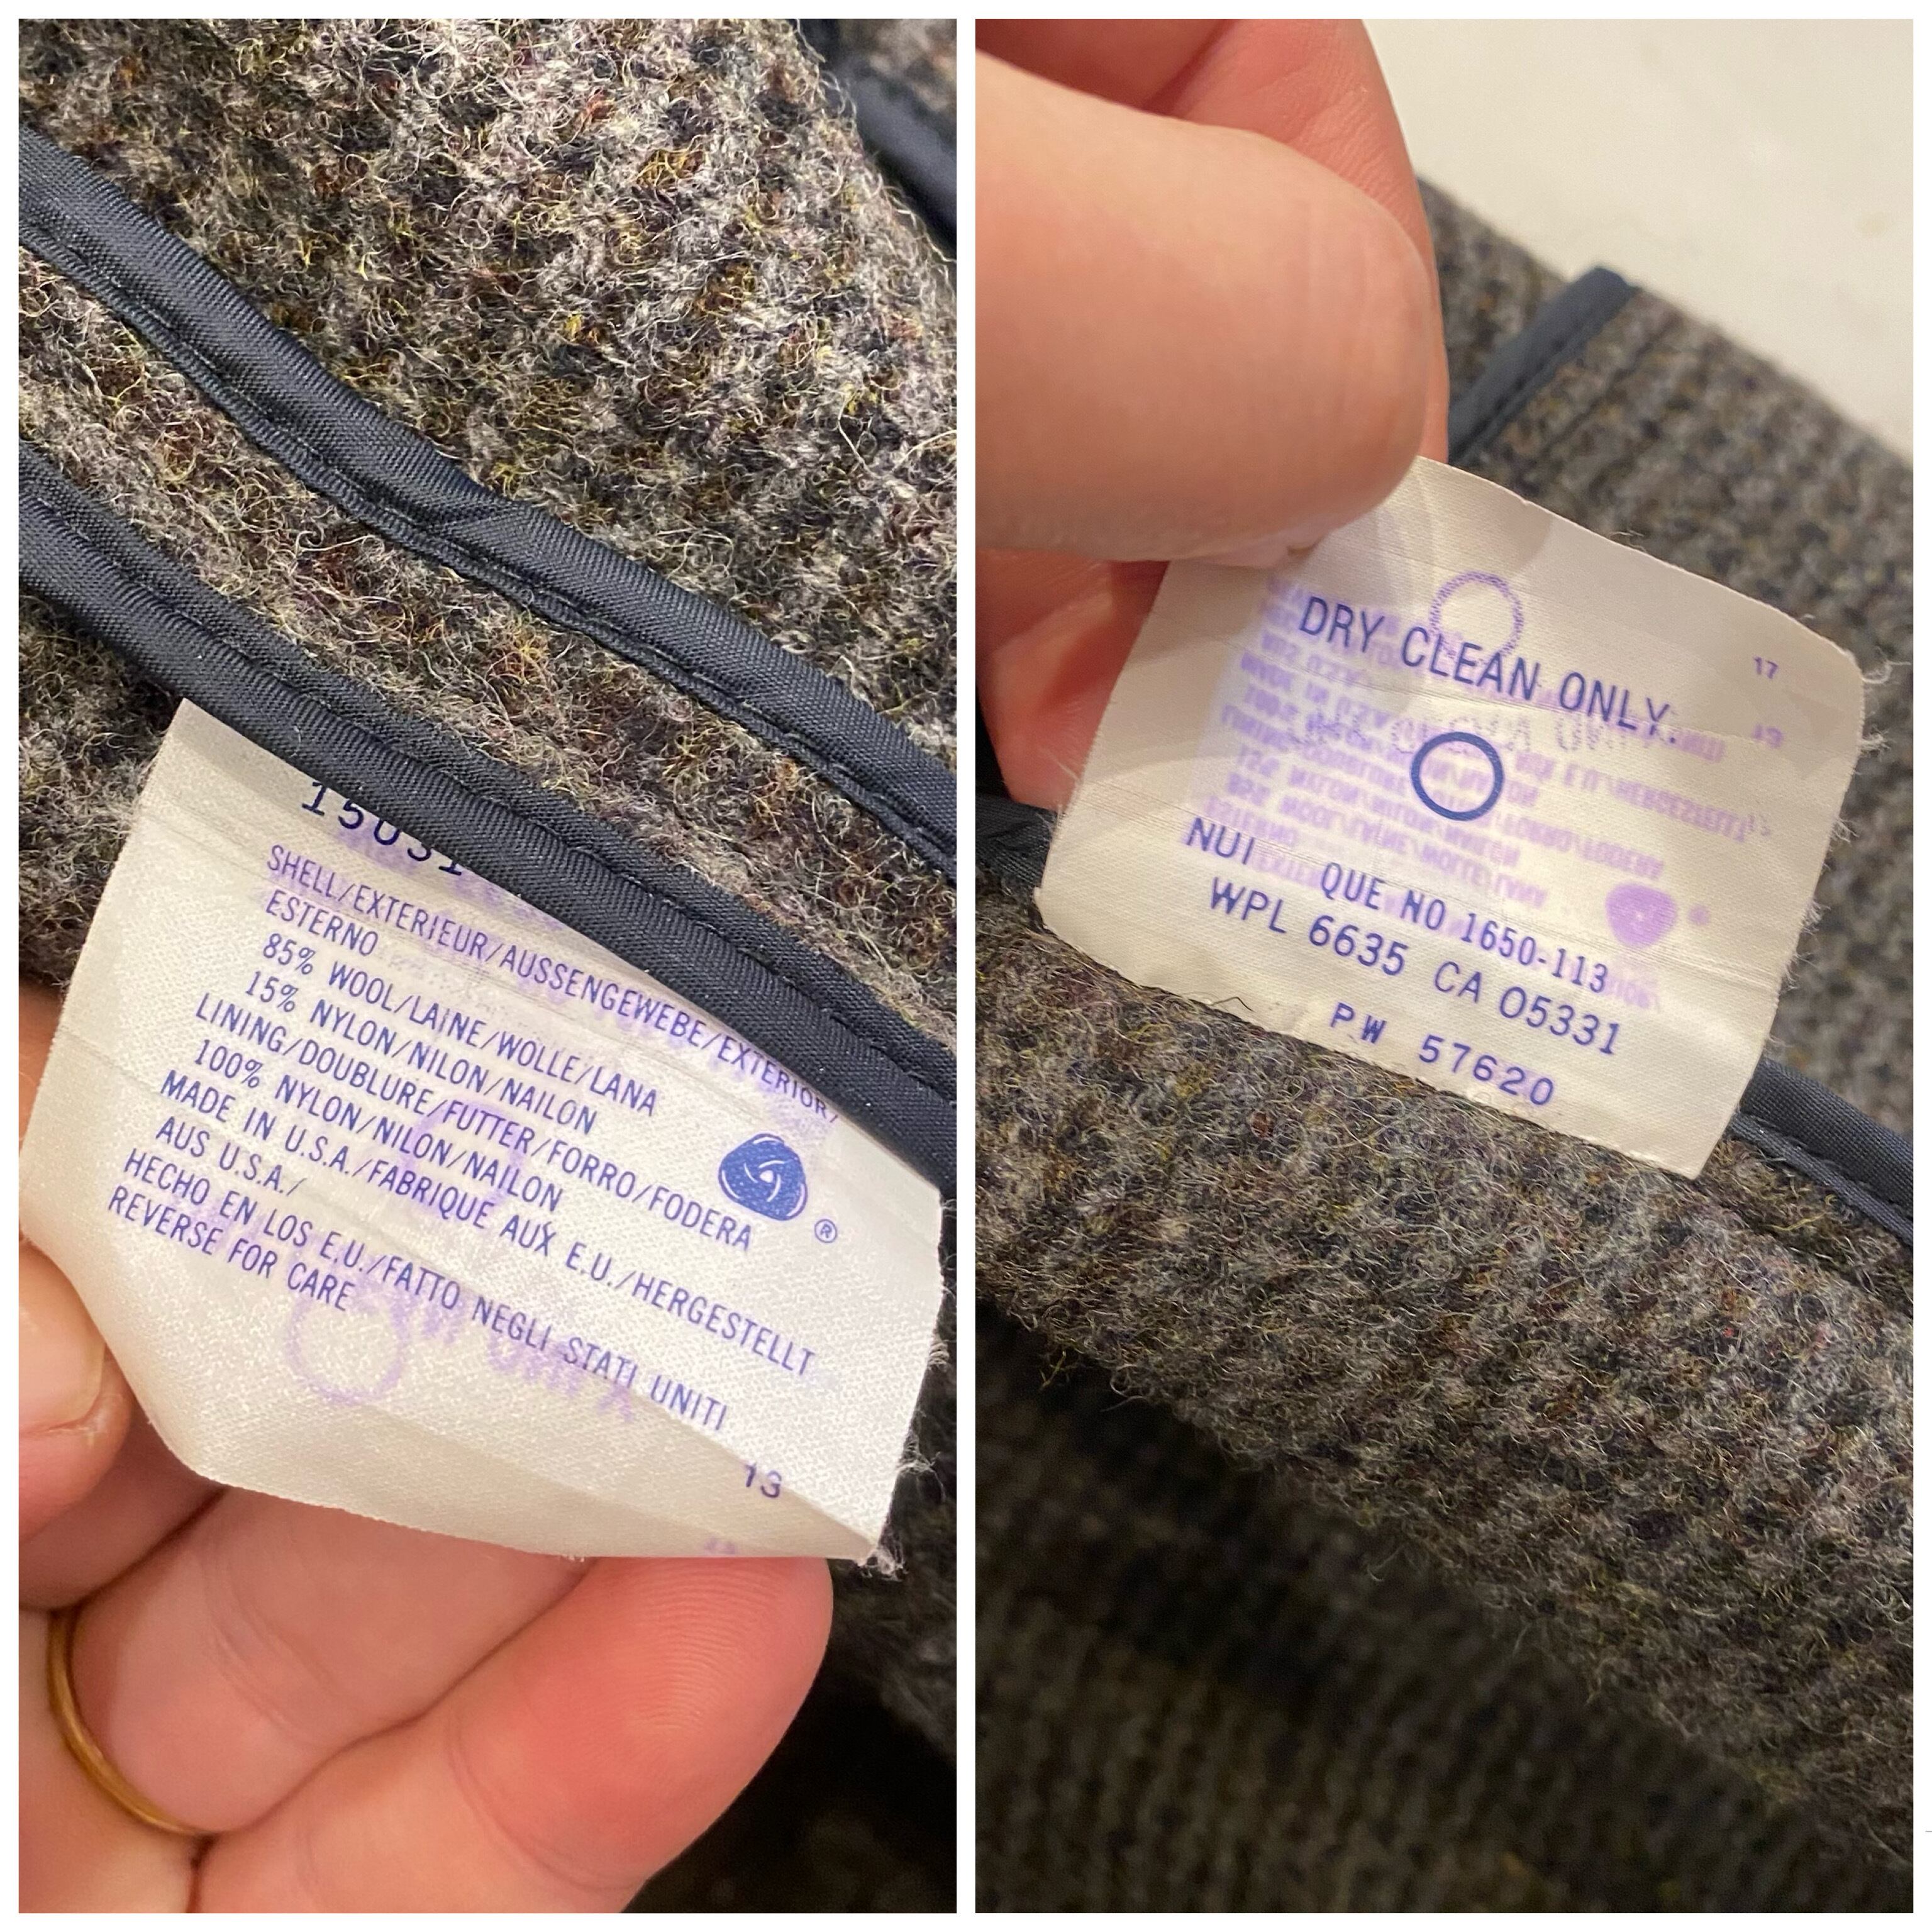 15031
SHELL/EXTERIEUR/AUSSENGEWEBE/EXTERIOR/
ESTERNO
85% WOOL/LAINE/WOLLE/LANA
15% NYLON/NILON/NAILON
LINING/DOUBLURE/FUTTER/FORRO/FODERA
100% NYLON/NILON/NAILON
MADE IN U.S.A./FABRIQUE AUX E.U./HERGESTELLT
AUS U.S.A./
HECHO EN LOS E.U./FATTO NEGLI STATI UNITI
REVERSE FOR CARE
®
13
DRY CLEAN ONLY.
17
QUE NO 1650-113
WPL 6635 CA 05331
PW 57620